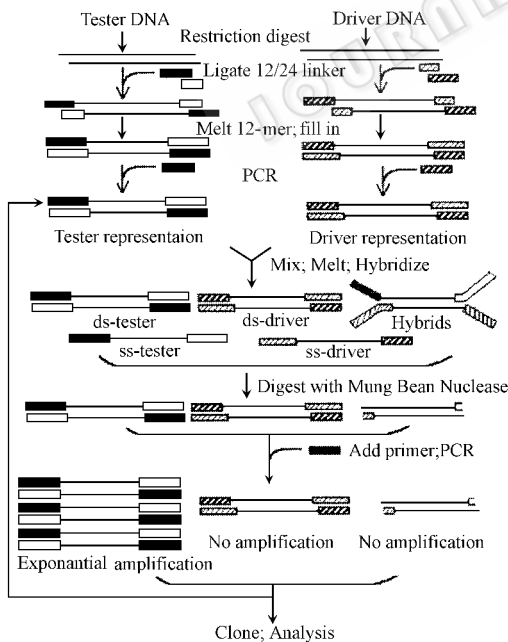 Tester DNA
Driver DNA
Restriction digest
Ligate 12/24 linker
Melt 12-mer; fill in
PCR
Tester representaion
Driver representation
Mix; Melt; Hybridize
ds-tester
ds-driver
Hybrids
ss-tester
ss-driver
Digest with Mung Bean Nuclease
Add primer;PCR
Exponantial amplification
No amplification
No amplification
Clone; Analysis